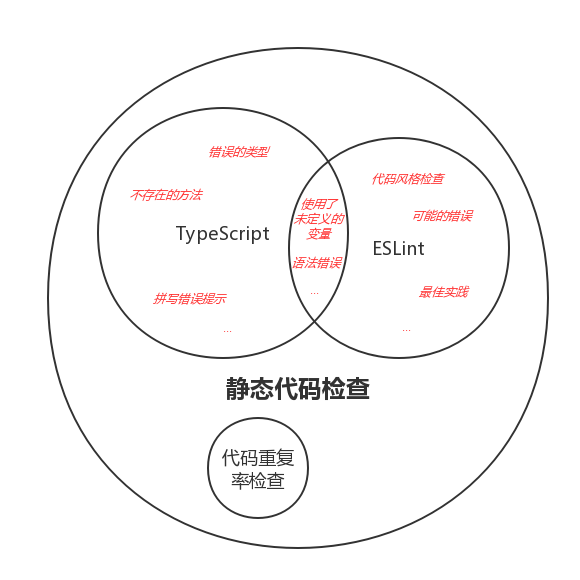 错误的类型
不存在的方法
TypeScript
拼写错误提示
...
使用了
未定义的
变量
语法错误
...
代码风格检查
可能的错误
ESLint
最佳实践
...
静态代码检查
代码重复
率检查